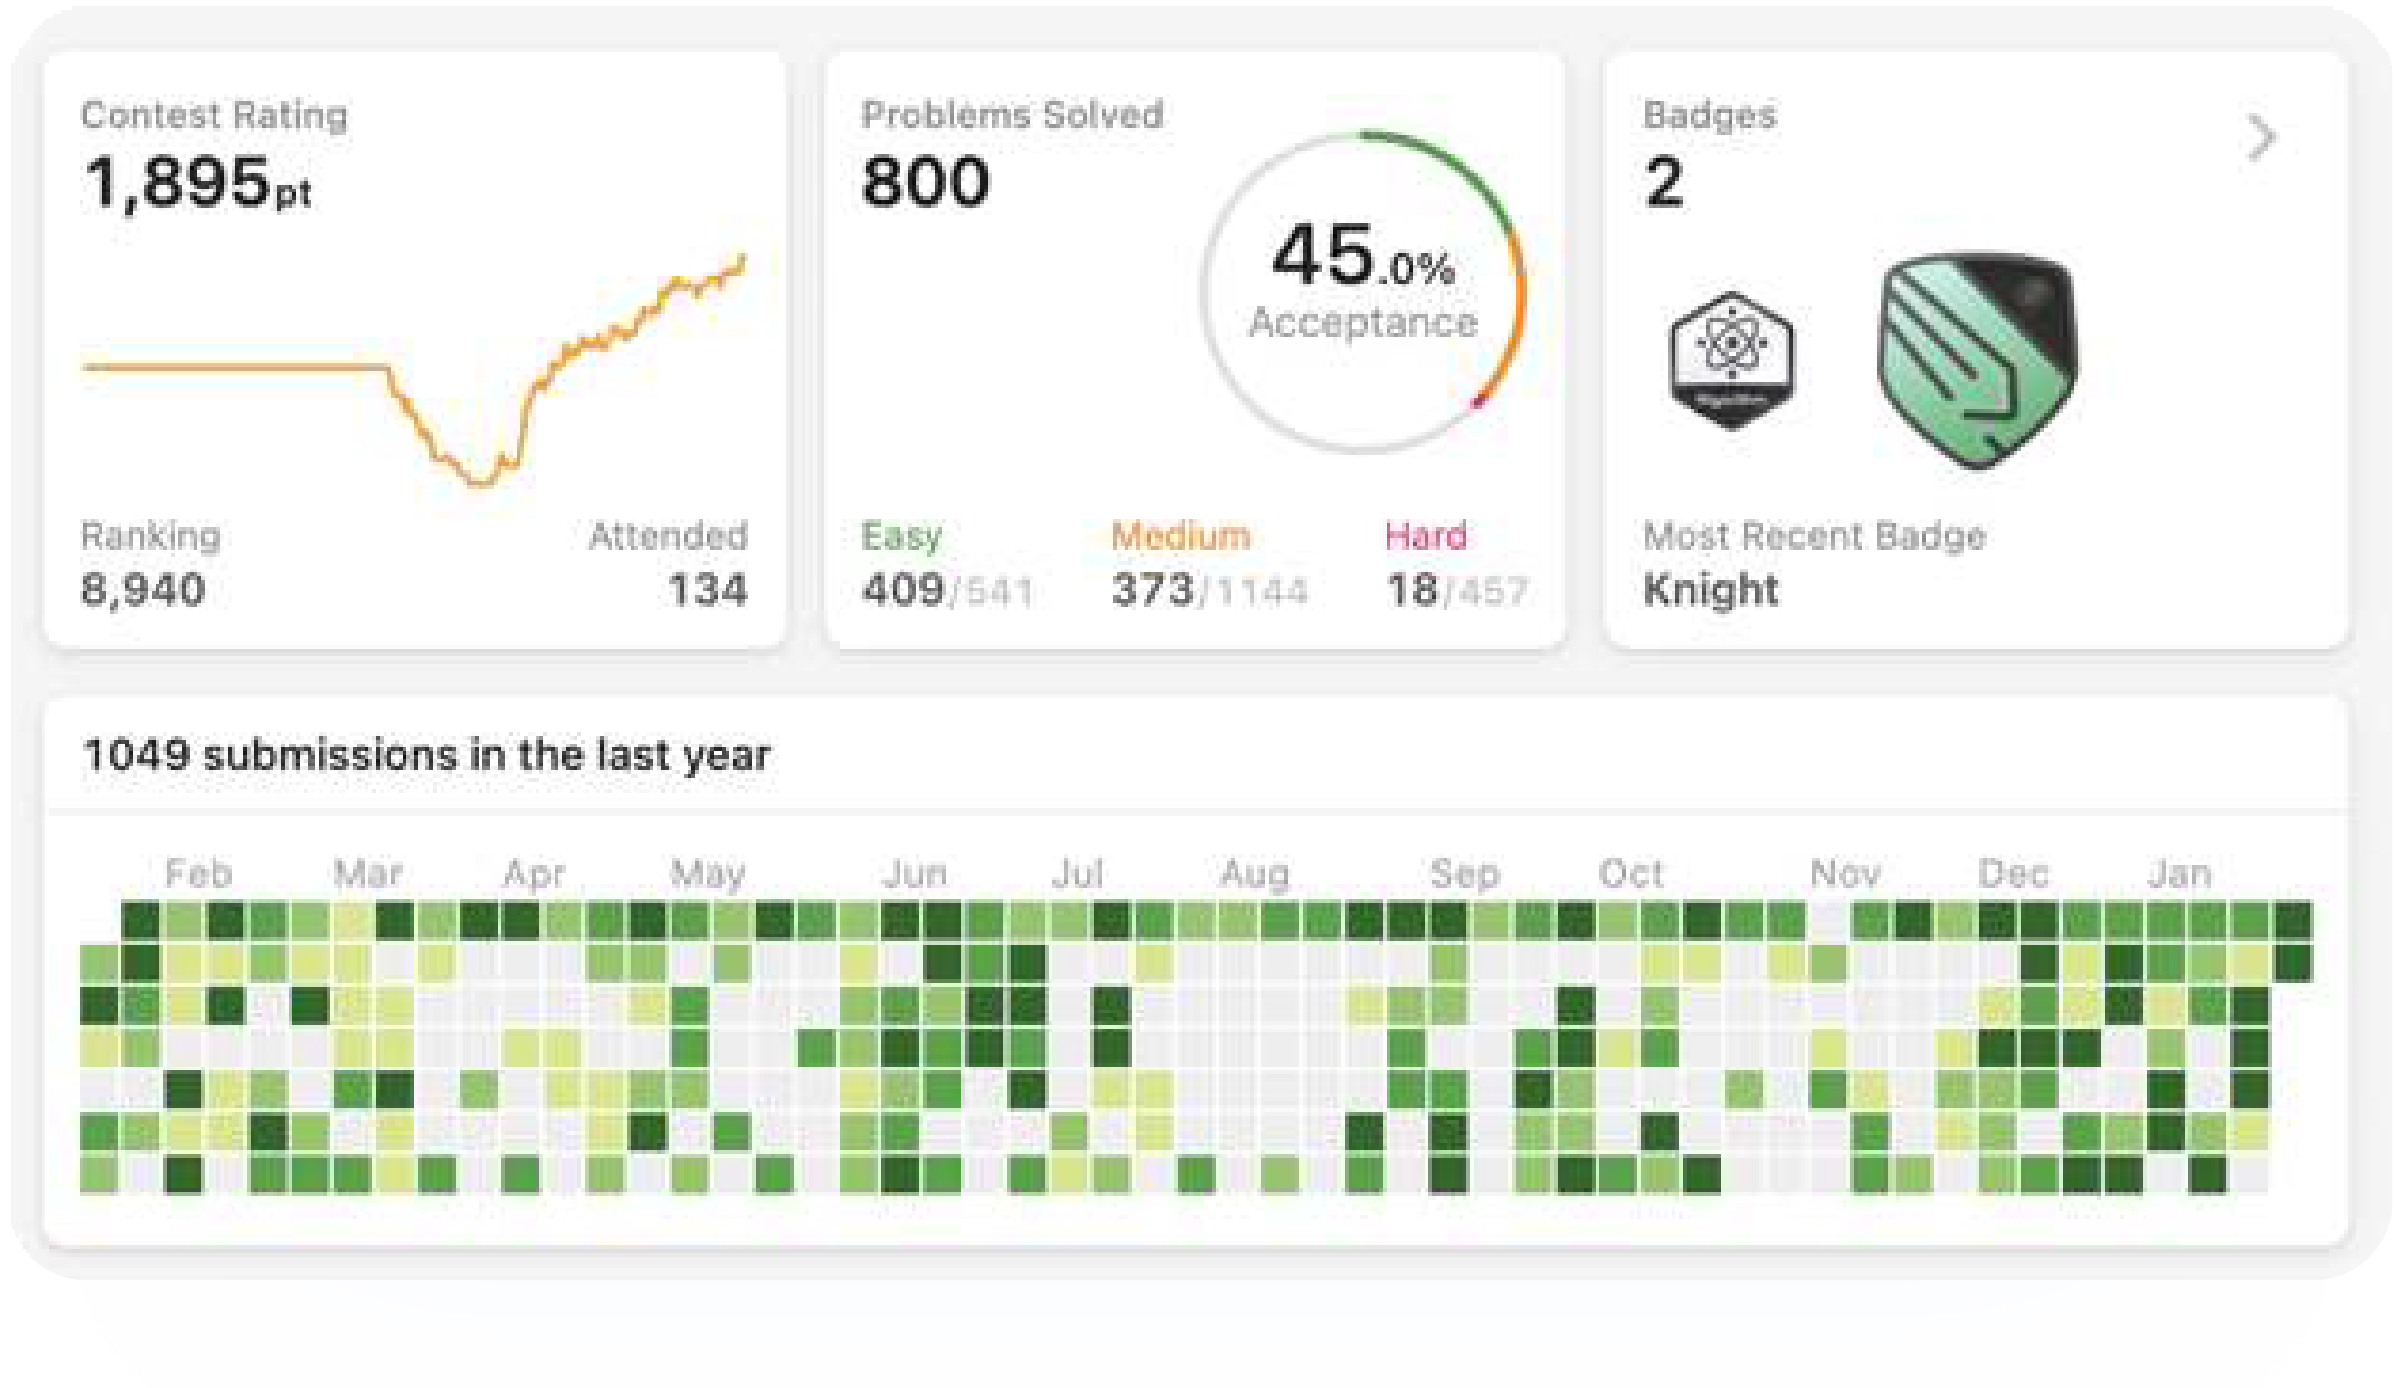 Contest Rating
1,895pt
Ranking
8,940
Attended
134
Problems Solved
800
45.0%
Acceptance
Easy
409/541
Medium
373/1144
Hard
18/457
Badges
2
Most Recent Badge
Knight
1049 submissions in the last year
Feb Mar Apr May Jun Jul Aug Sep Oct Nov Dec Jan